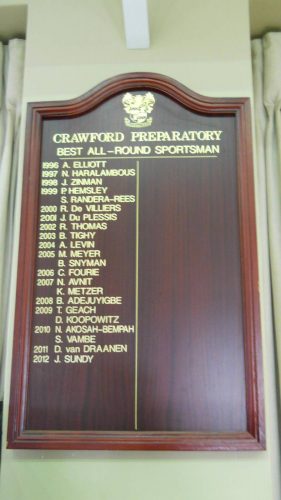 CRAWFORD PREPARATORY
BEST ALL-ROUND SPORTSMAN
1996 A. ELLIOTT
1997 N. HARALAMBOUS
1998 J. ZINMAN
1999 P. HEMSLEY
S. RANDERA-REES
2000 R. De VILLIERS
2001 J. Du PLESSIS
2002 R. THOMAS
2003 B. TIGHY
2004 A. LEVIN
2005 M. MEYER
B. SNYMAN
2006 C. FOURIE
2007 N. AVNIT
K. METZER
2008 B. ADEJUYIGBE
2009 T. GEACH
D. KOOPOWITZ
2010 N. AKOSAH-BEMPAH
S. VAMBE
2011 D. van DRAANEN
2012 J. SUNDY